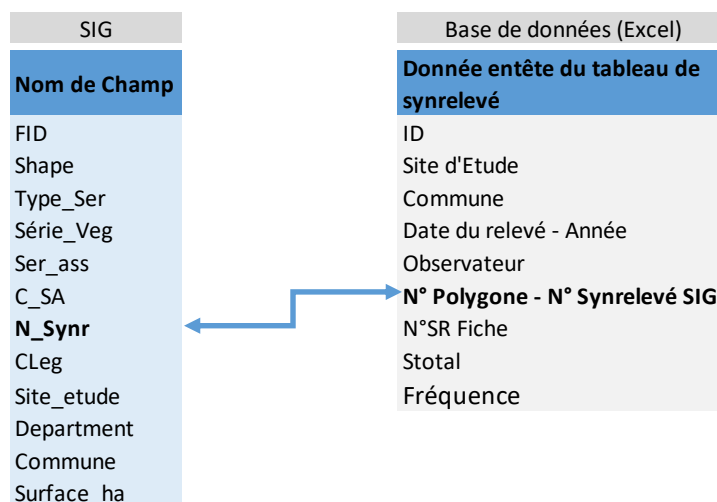 SIG
Nom de Champ
FID
Shape
Type_Ser
Série_Veg
Ser_ass
C_SA
N_Synr
CLeg
Site_etude
Department
Commune
Surface_ha
Base de données (Excel)
Donnée entête du tableau de
synrelevé
ID
Site d'Etude
Commune
Date du relevé - Année
Observateur
N° Polygone - N° Synrelevé SIG
N°SR Fiche
Stotal
Fréquence